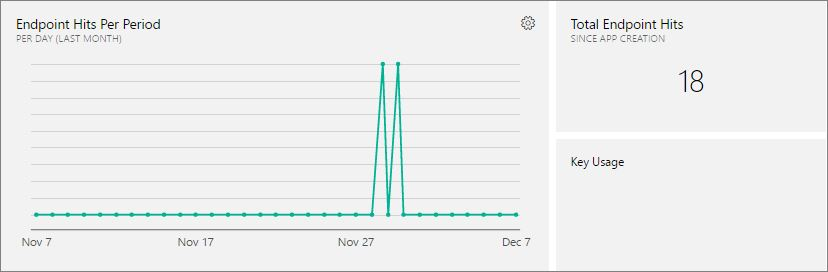 Endpoint Hits Per Period
PER DAY (LAST MONTH)
Nov 7
Nov 17
Nov 27
Dec 7
Total Endpoint Hits
SINCE APP CREATION
18
Key Usage